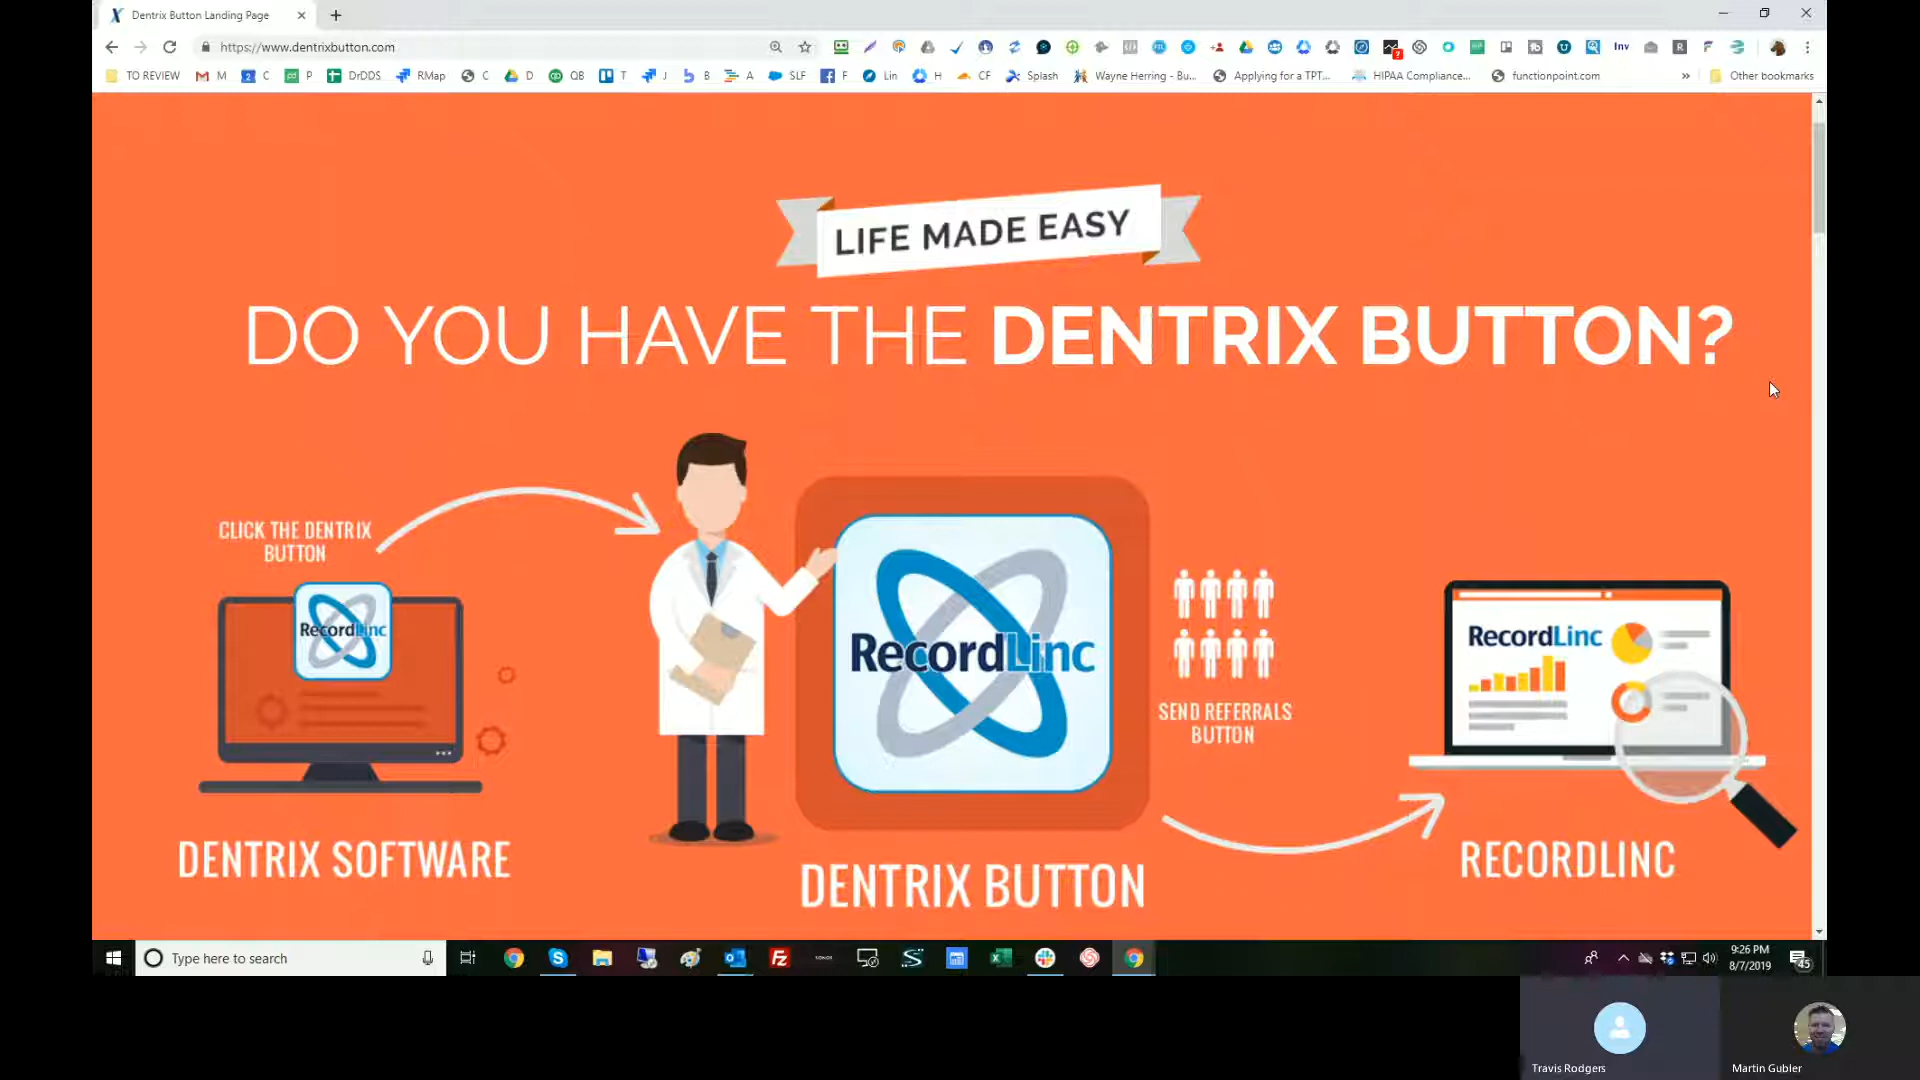 Dentrix Button Landing Page
https://www.dentrixbutton.com
Inv
TO REVIEW M C P DrDDS RMap C D QB T J B A SLF F Lin H CF Splash Wayne Herring - Bu... Applying for a TPT... HIPAA Compliance... functionpoint.com » Other bookmarks
LIFE MADE EASY
DO YOU HAVE THE DENTRIX BUTTON?
CLICK THE DENTRIX
BUTTON
RecordLinc
RecordLinc
SEND REFERRALS
BUTTON
RecordLinc
DENTRIX SOFTWARE
DENTRIX BUTTON
RECORDLINC
Type here to search
9:26 PM
8/7/2019
45
Travis Rodgers
Martin Gubler